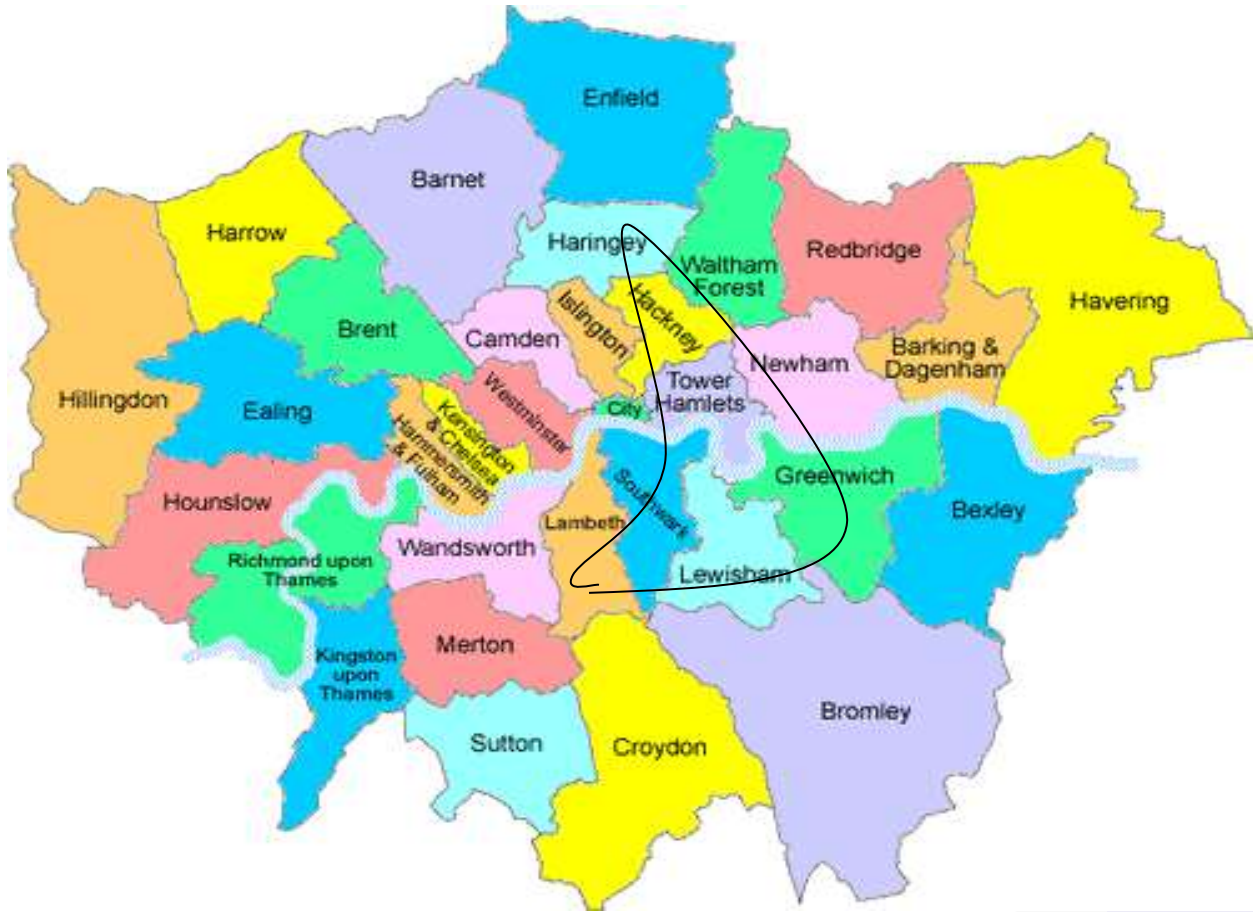 Enfield
Barnet
Harrow
Haringey
Waltham
Forest
Redbridge
Havering
Hillingdon
Brent
Camden
Islington
Hackney
Newham
Barking &
Dagenham
Ealing
Tower
Hamlets
Westminster
City
Kensington
& Chelsea
Hammersmith
& Fulham
Hounslow
Southwark
Greenwich
Bexley
Lambeth
Wandsworth
Richmond upon
Thames
Lewisham
Merton
Kingston
upon
Thames
Bromley
Sutton
Croydon